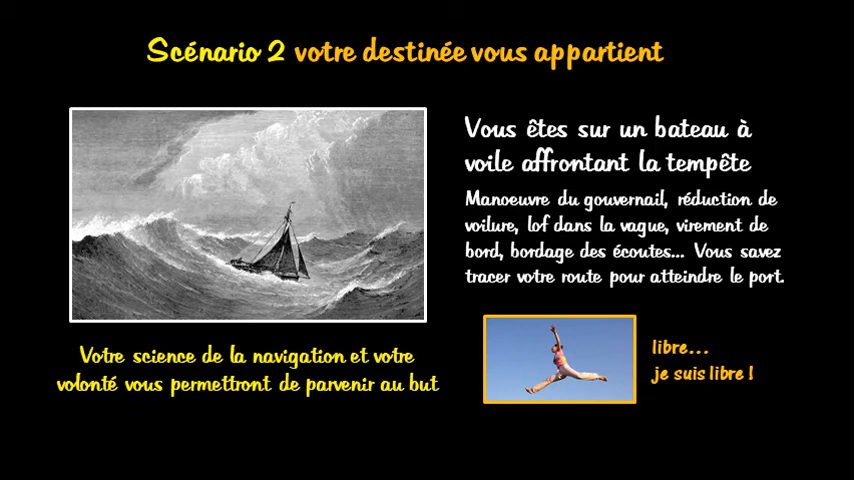 Scénario 2 votre destinée vous appartient
Vous êtes sur un bateau à
voile affrontant la tempête
Manoeuvre du gouvernail, réduction de
voilure, lof dans la vague, virement de
bord, bordage des écoutes... Vous savez
tracer votre route pour atteindre le port.
Votre science de la navigation et votre
volonté vous permettront de parvenir au but
libre...
je suis libre !